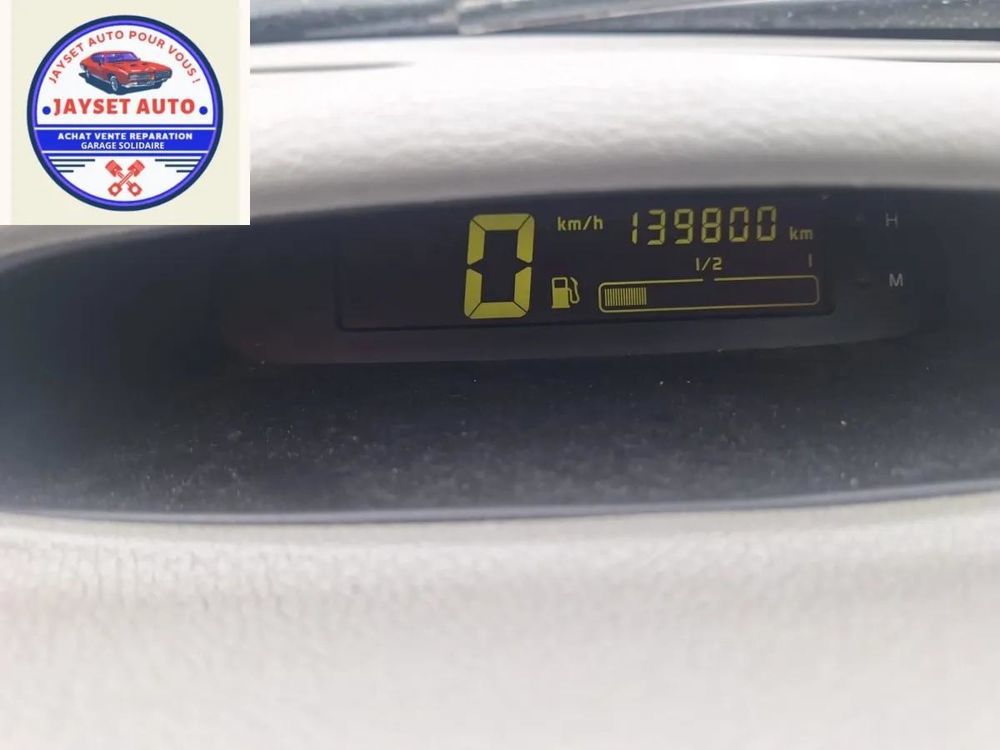 JAYSET AUTO POUR VOUS !
• JAYSET AUTO •
ACHAT VENTE REPARATION
GARAGE SOLIDAIRE
0 km/h 139800 km
1/2 1
H
M